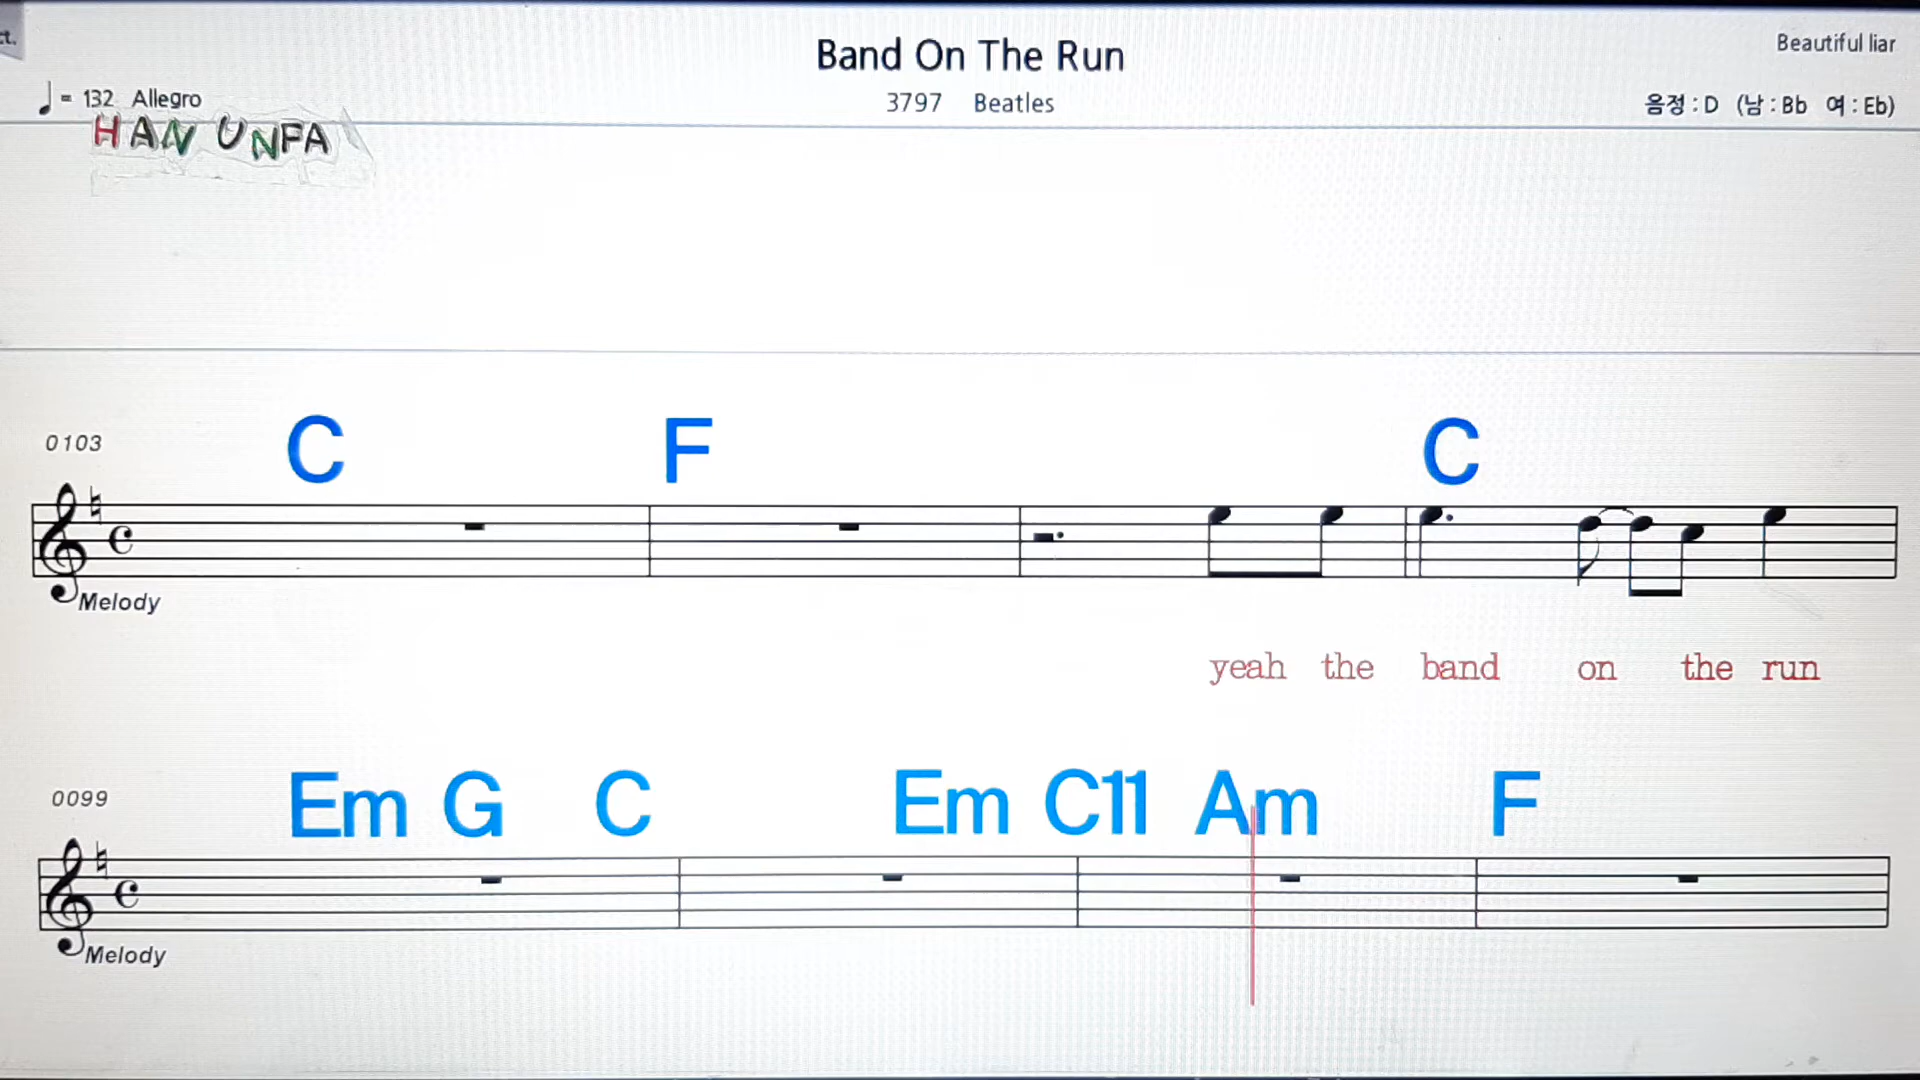 ct.
Band On The Run
Beautiful liar
♩ = 132 Allegro
3797 Beatles
음정 : D (남 : Bb 여 : Eb)
HAN UNFA
0103
C F C
Melody
yeah the band on the run
0099
Em G C Em C11 Am F
Melody